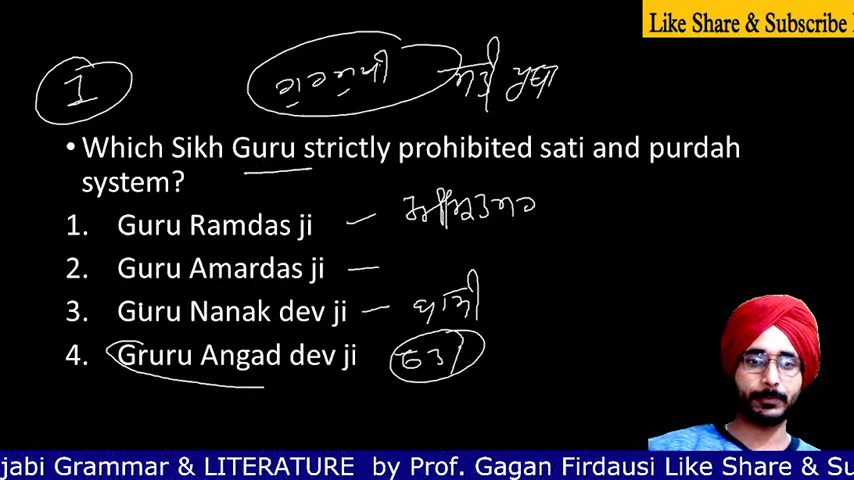 Like Share & Subscribe
1
• Which Sikh Guru strictly prohibited sati and purdah
system?
1. Guru Ramdas ji –
2. Guru Amardas ji –
3. Guru Nanak dev ji –
4. Gruru Angad dev ji
jabi Grammar & LITERATURE by Prof. Gagan Firdausi Like Share & Su